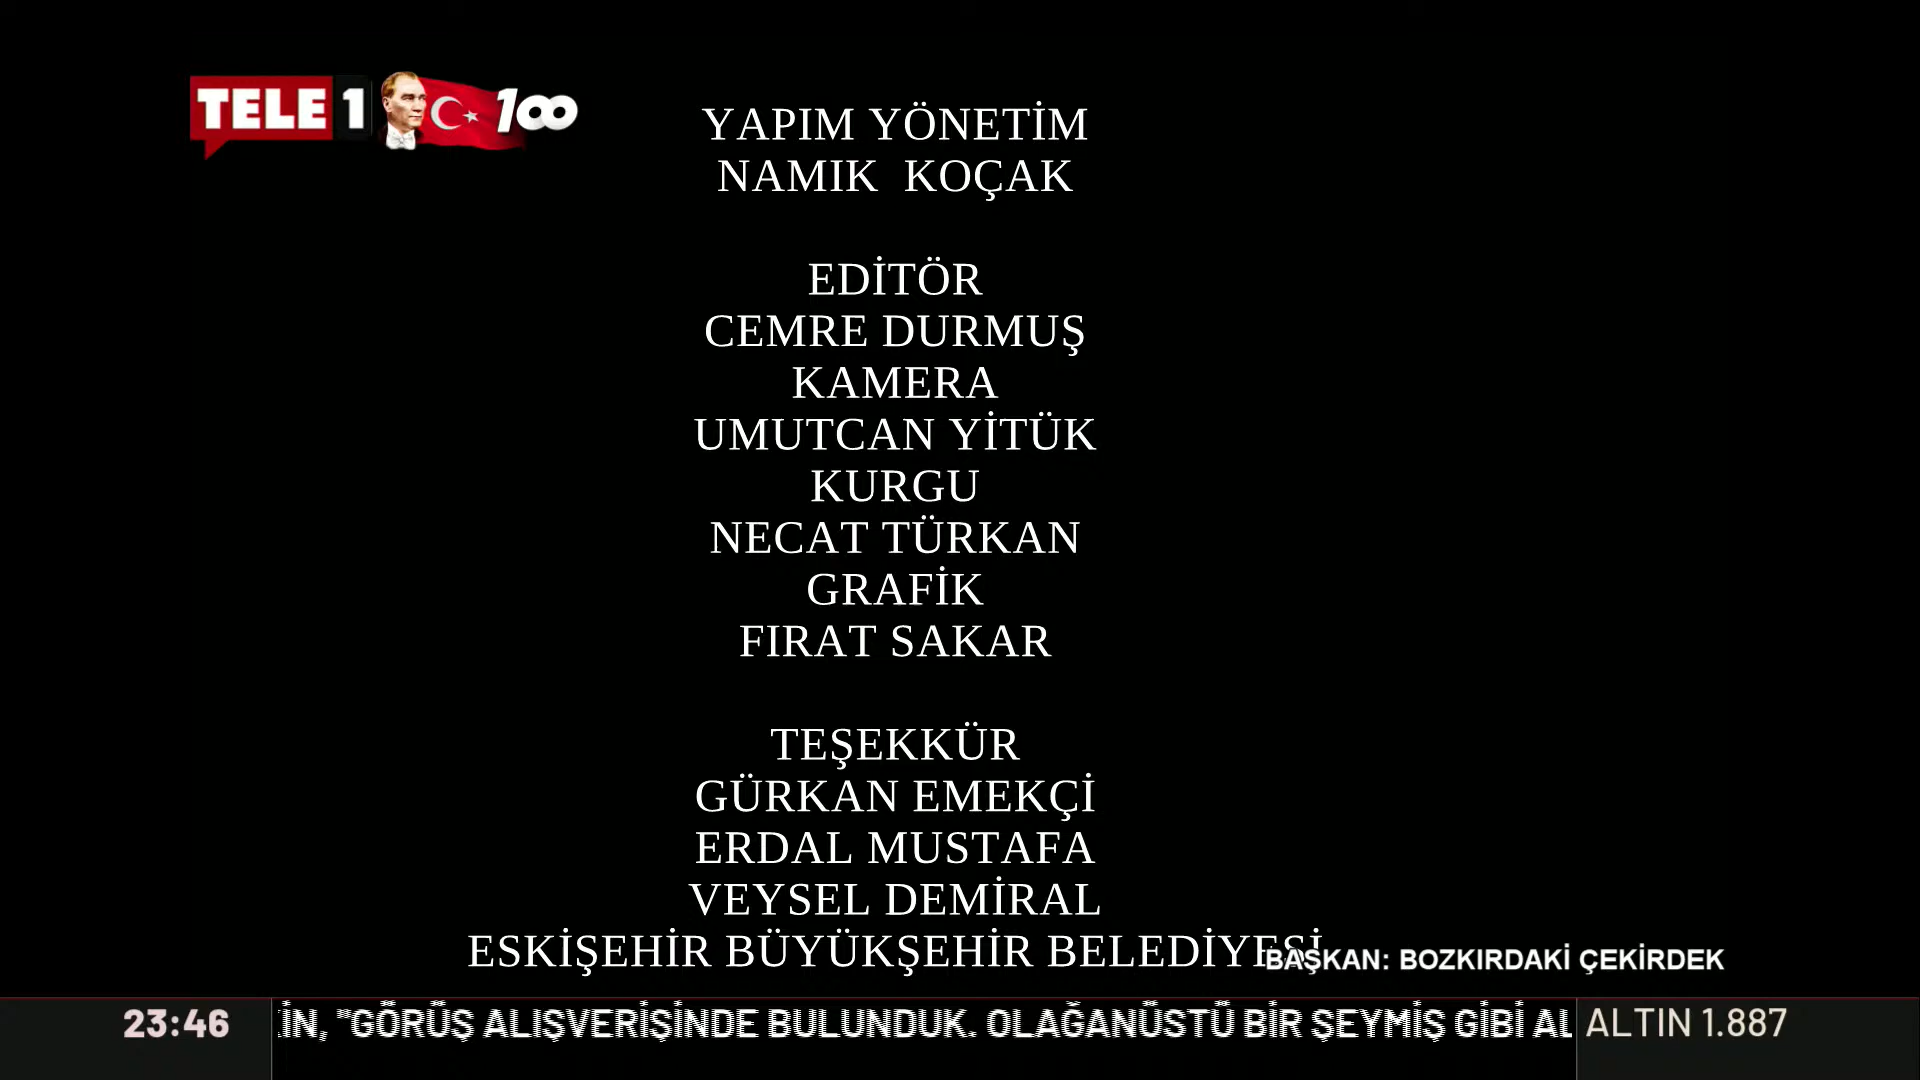 TELE 1
100
YAPIM YÖNETİM
NAMIK KOÇAK
EDİTÖR
CEMRE DURMUŞ
KAMERA
UMUTCAN YİTÜK
KURGU
NECAT TÜRKAN
GRAFİK
FIRAT SAKAR
TEŞEKKÜR
GÜRKAN EMEKÇİ
ERDAL MUSTAFA
VEYSEL DEMİRAL
ESKİŞEHİR BÜYÜKŞEHİR BELEDİYESİ
BAŞKAN: BOZKIRDAKİ ÇEKİRDEK
23:46
İN, "GÖRÜŞ ALIŞVERİŞİNDE BULUNDUK. OLAĞANÜSTÜ BİR ŞEYMİŞ GİBİ AL
ALTIN 1.887